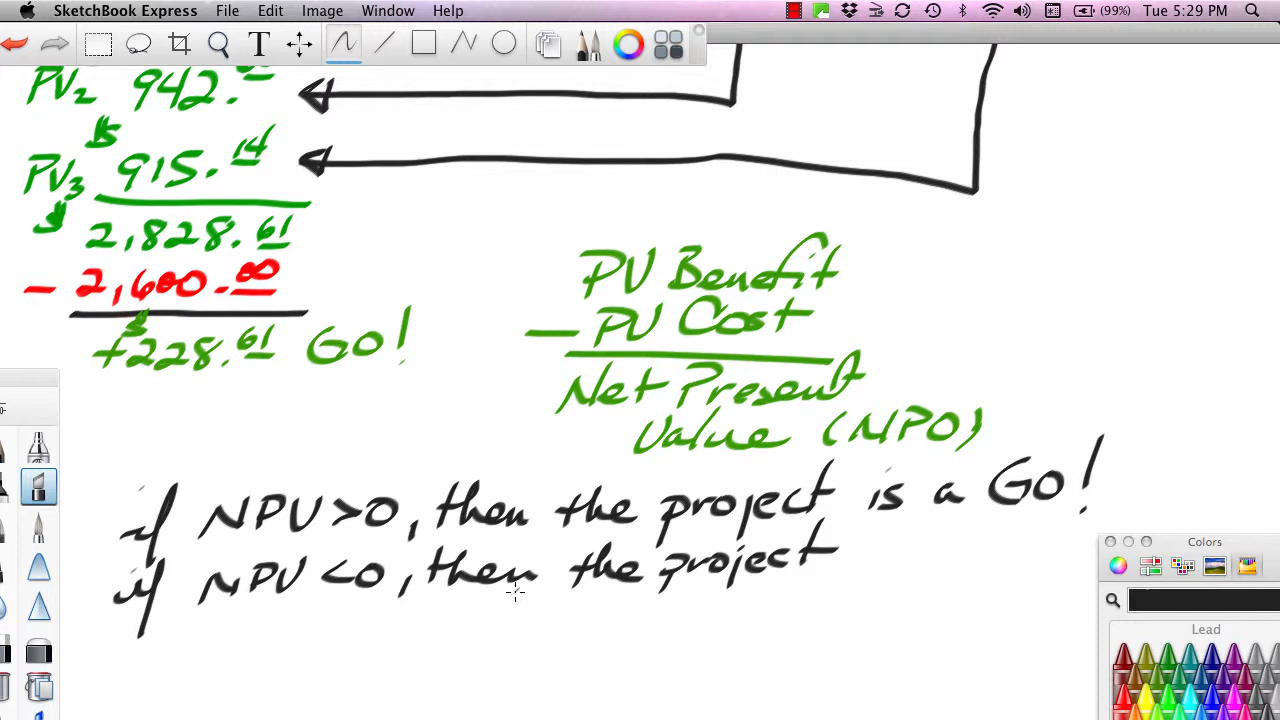 SketchBook Express File Edit Image Window Help (99%) Tue 5:29 PM
T
PV2 942.
$
PV3 915.14
$ 2,828.61
- 2,600.00
$
+228.61 GO!
PV Benefit
- PV Cost
Net Present
Value (NPV)
if NPV>0, then the project is a GO!
if NPV<0, then the project
Colors
Lead